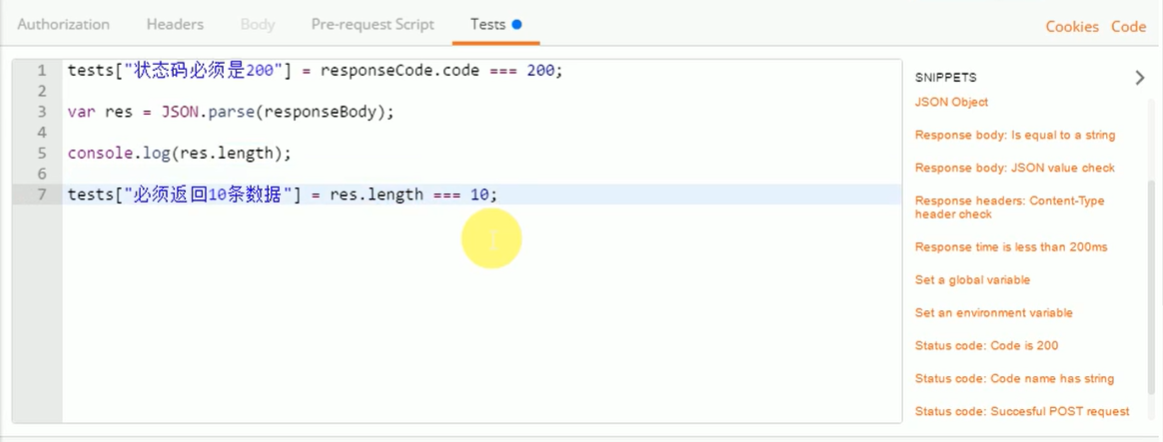 Authorization Headers Body Pre-request Script Tests Cookies Code
1 tests["状态码必须是200"] = responseCode.code === 200;
2
3 var res = JSON.parse(responseBody);
4
5 console.log(res.length);
6
7 tests["必须返回10条数据"] = res.length === 10;
SNIPPETS
JSON Object
Response body: Is equal to a string
Response body: JSON value check
Response headers: Content-Type
header check
Response time is less than 200ms
Set a global variable
Set an environment variable
Status code: Code is 200
Status code: Code name has string
Status code: Succesful POST request